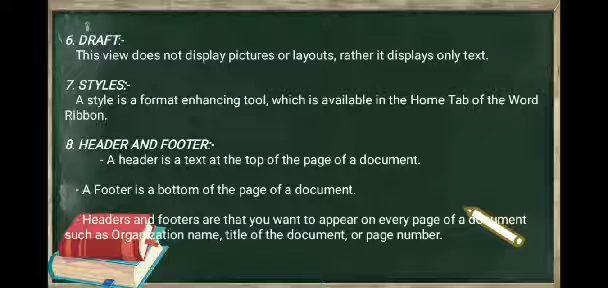 6. DRAFT:-
This view does not display pictures or layouts, rather it displays only text.
7. STYLES:-
A style is a format enhancing tool, which is available in the Home Tab of the Word
Ribbon.
8. HEADER AND FOOTER:-
- A header is a text at the top of the page of a document.
- A Footer is a bottom of the page of a document.
- Headers and footers are that you want to appear on every page of a document
such as Organization name, title of the document, or page number.